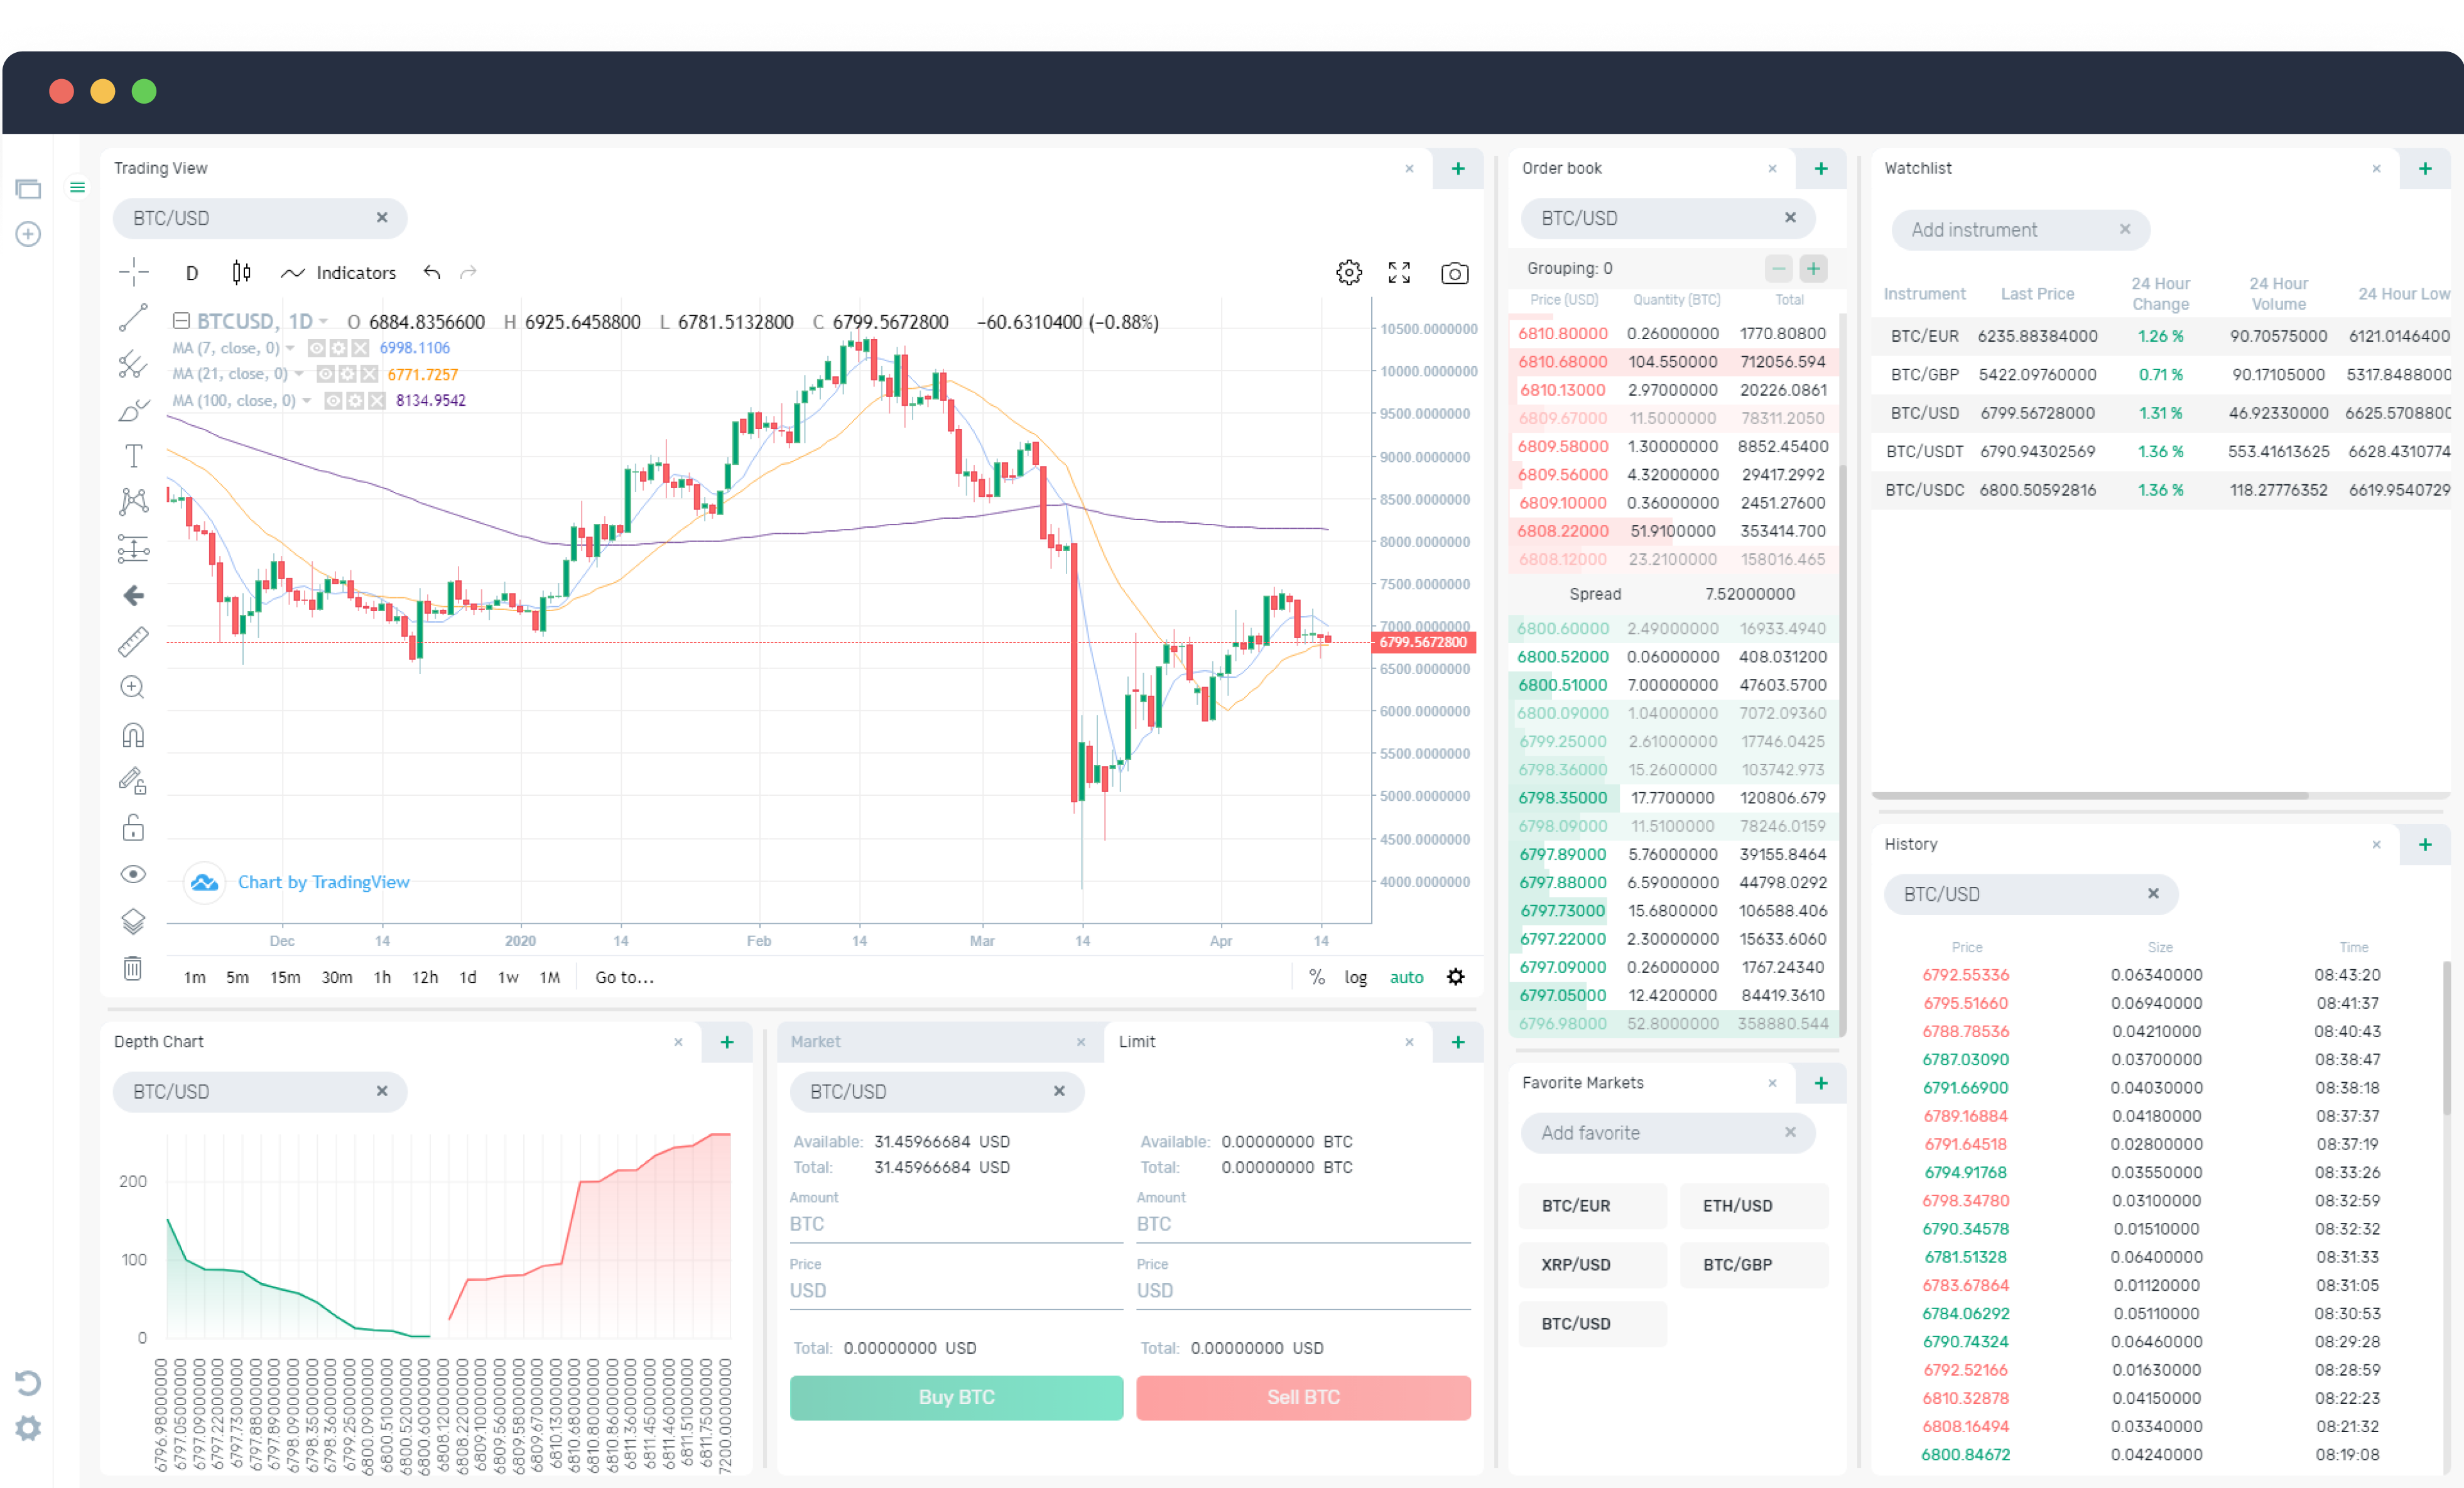 Trading View
BTC/USD
D Indicators
BTCUSD, 1D O 6884.8356600 H 6925.6458800 L 6781.5132800 C 6799.5672800 −60.6310400 (−0.88%)
MA (7, close, 0) 6998.1106
MA (21, close, 0) 6771.7257
MA (100, close, 0) 8134.9542
10500.0000000
10000.0000000
9500.0000000
9000.0000000
8500.0000000
8000.0000000
7500.0000000
7000.0000000
6799.5672800
6500.0000000
6000.0000000
5500.0000000
5000.0000000
4500.0000000
4000.0000000
Chart by TradingView
Dec 14 2020 14 Feb 14 Mar 14 Apr 14
1m 5m 15m 30m 1h 12h 1d 1w 1M Go to... % log auto
Order book
BTC/USD
Grouping: 0
Price (USD) Quantity (BTC) Total
6810.80000 0.26000000 1770.80800
6810.68000 104.550000 712056.594
6810.13000 2.97000000 20226.0861
6809.67000 11.5000000 78311.2050
6809.58000 1.30000000 8852.45400
6809.56000 4.32000000 29417.2992
6809.10000 0.36000000 2451.27600
6808.22000 51.9100000 353414.700
6808.12000 23.2100000 158016.465
Spread 7.52000000
6800.60000 2.49000000 16933.4940
6800.52000 0.06000000 408.031200
6800.51000 7.00000000 47603.5700
6800.09000 1.04000000 7072.09360
6799.25000 2.61000000 17746.0425
6798.36000 15.2600000 103742.973
6798.35000 17.7700000 120806.679
6798.09000 11.5100000 78246.0159
6797.89000 5.76000000 39155.8464
6797.88000 6.59000000 44798.0292
6797.73000 15.6800000 106588.406
6797.22000 2.30000000 15633.6060
6797.09000 0.26000000 1767.24340
6797.05000 12.4200000 84419.3610
6796.98000 52.8000000 358880.544
Watchlist
Add instrument
Instrument Last Price 24 Hour Change 24 Hour Volume 24 Hour Low
BTC/EUR 6235.88384000 1.26 % 90.70575000 6121.0146400
BTC/GBP 5422.09760000 0.71 % 90.17105000 5317.8488000
BTC/USD 6799.56728000 1.31 % 46.92330000 6625.5708800
BTC/USDT 6790.94302569 1.36 % 553.41613625 6628.4310774
BTC/USDC 6800.50592816 1.36 % 118.27776352 6619.9540729
History
BTC/USD
Price Size Time
6792.55336 0.06340000 08:43:20
6795.51660 0.06940000 08:41:37
6788.78536 0.04210000 08:40:43
6787.03090 0.03700000 08:38:47
6791.66900 0.04030000 08:38:18
6789.16884 0.04180000 08:37:37
6791.64518 0.02800000 08:37:19
6794.91768 0.03550000 08:33:26
6798.34780 0.03100000 08:32:59
6790.34578 0.01510000 08:32:32
6781.51328 0.06400000 08:31:33
6783.67864 0.01120000 08:31:05
6784.06292 0.05110000 08:30:53
6790.74324 0.06460000 08:29:28
6792.52166 0.01630000 08:28:59
6810.32878 0.04150000 08:22:23
6808.16494 0.03340000 08:21:32
6800.84672 0.04240000 08:19:08
Depth Chart
BTC/USD
200
100
0
6796.98000000
6797.05000000
6797.09000000
6797.22000000
6797.73000000
6797.88000000
6797.89000000
6798.09000000
6798.35000000
6798.36000000
6799.25000000
6800.09000000
6800.51000000
6800.52000000
6800.60000000
6808.12000000
6808.22000000
6809.10000000
6809.56000000
6809.58000000
6809.67000000
6810.13000000
6810.68000000
6810.80000000
6810.86000000
6811.36000000
6811.45000000
6811.46000000
6811.51000000
6811.75000000
7200.00000000
Market Limit
BTC/USD
Available: 31.45966684 USD Available: 0.00000000 BTC
Total: 31.45966684 USD Total: 0.00000000 BTC
Amount Amount
BTC BTC
Price Price
USD USD
Total: 0.00000000 USD Total: 0.00000000 USD
Buy BTC Sell BTC
Favorite Markets
Add favorite
BTC/EUR ETH/USD
XRP/USD BTC/GBP
BTC/USD